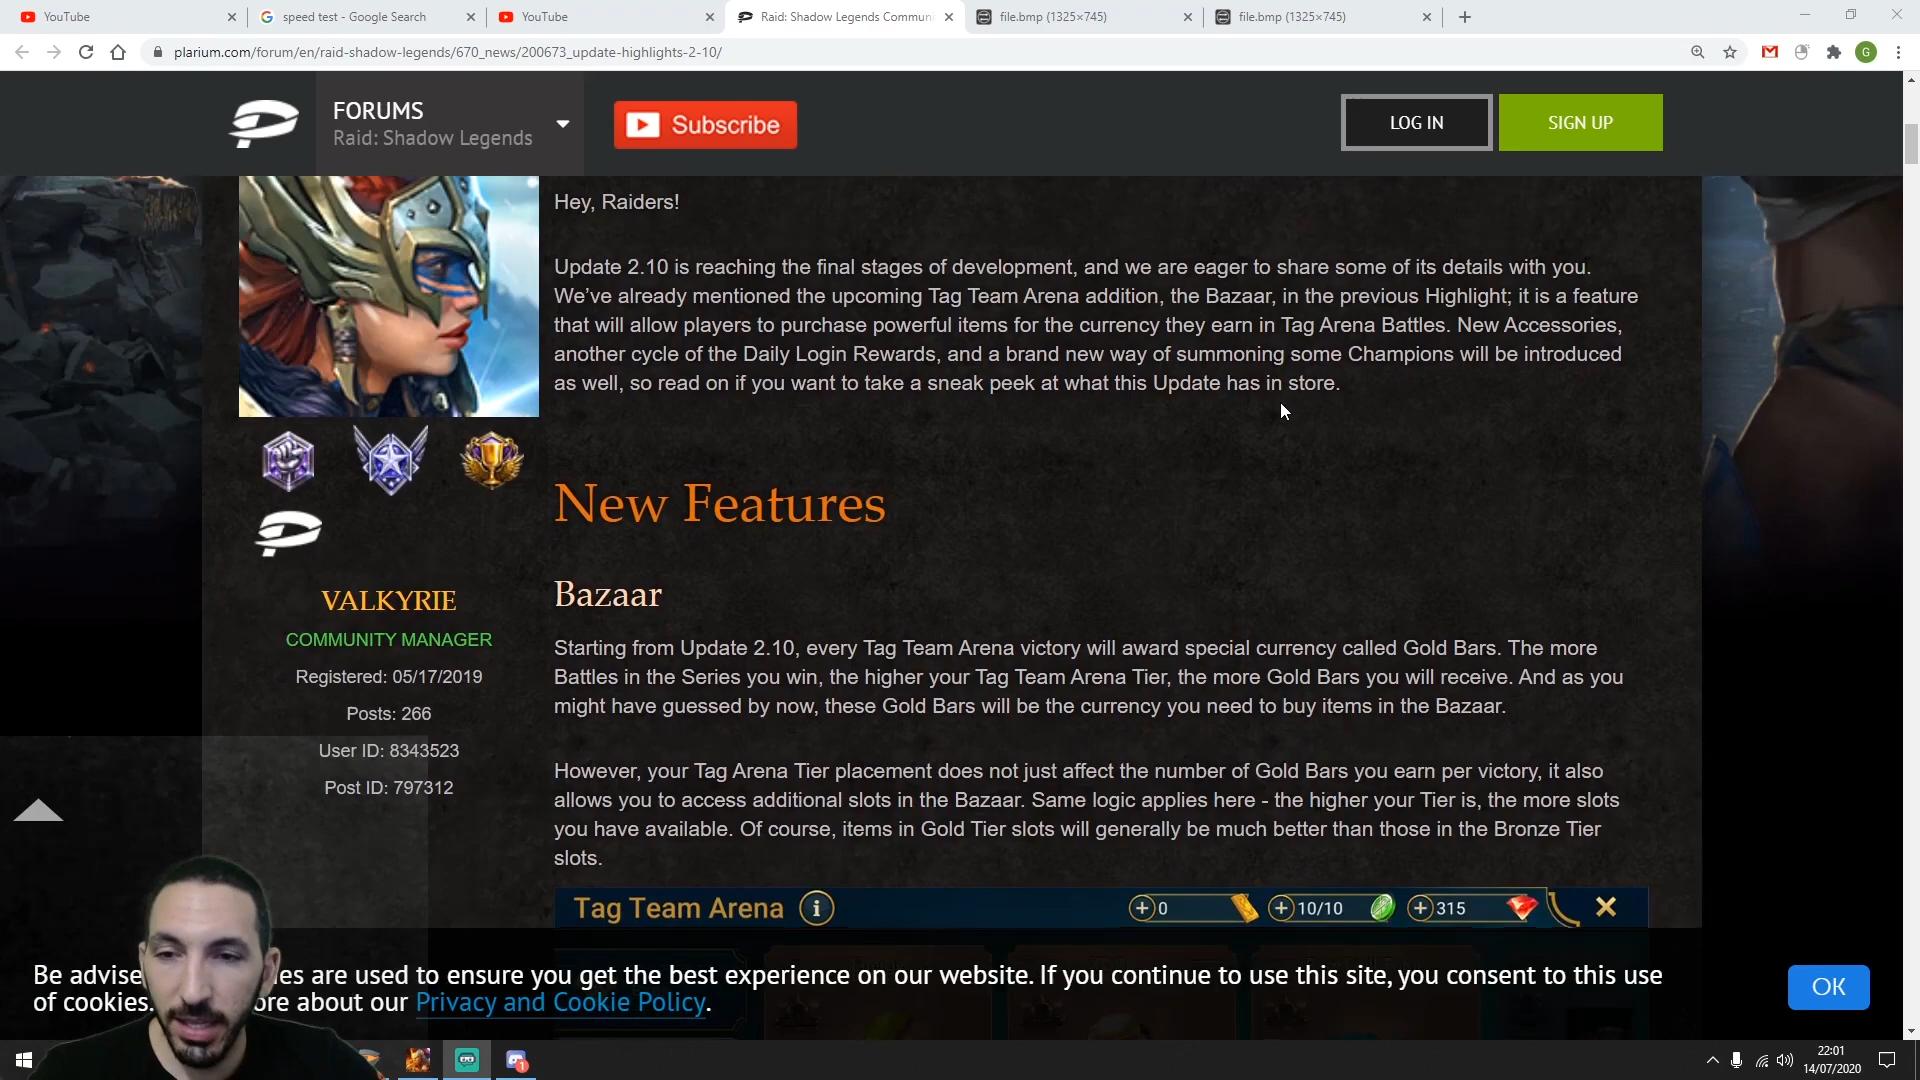 YouTube
speed test - Google Search
YouTube
Raid: Shadow Legends Commun
file.bmp (1325×745)
file.bmp (1325×745)
plarium.com/forum/en/raid-shadow-legends/670_news/200673_update-highlights-2-10/
G
FORUMS
Raid: Shadow Legends
Subscribe
LOG IN
SIGN UP
Hey, Raiders!
Update 2.10 is reaching the final stages of development, and we are eager to share some of its details with you.
We've already mentioned the upcoming Tag Team Arena addition, the Bazaar, in the previous Highlight; it is a feature
that will allow players to purchase powerful items for the currency they earn in Tag Arena Battles. New Accessories,
another cycle of the Daily Login Rewards, and a brand new way of summoning some Champions will be introduced
as well, so read on if you want to take a sneak peek at what this Update has in store.
New Features
VALKYRIE
COMMUNITY MANAGER
Registered: 05/17/2019
Posts: 266
User ID: 8343523
Post ID: 797312
Bazaar
Starting from Update 2.10, every Tag Team Arena victory will award special currency called Gold Bars. The more
Battles in the Series you win, the higher your Tag Team Arena Tier, the more Gold Bars you will receive. And as you
might have guessed by now, these Gold Bars will be the currency you need to buy items in the Bazaar.
However, your Tag Arena Tier placement does not just affect the number of Gold Bars you earn per victory, it also
allows you to access additional slots in the Bazaar. Same logic applies here - the higher your Tier is, the more slots
you have available. Of course, items in Gold Tier slots will generally be much better than those in the Bronze Tier
slots.
Tag Team Arena i +0 +10/10 +315
Be advise es are used to ensure you get the best experience on our website. If you continue to use this site, you consent to this use
of cookies. ore about our Privacy and Cookie Policy.
OK
1
22:01
14/07/2020